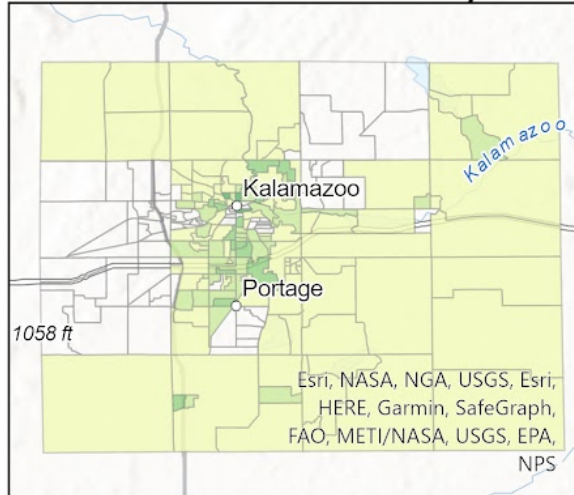 Kalamazoo
Kalamazoo
Portage
1058 ft
Esri, NASA, NGA, USGS, Esri,
HERE, Garmin, SafeGraph,
FAO, METI/NASA, USGS, EPA,
NPS